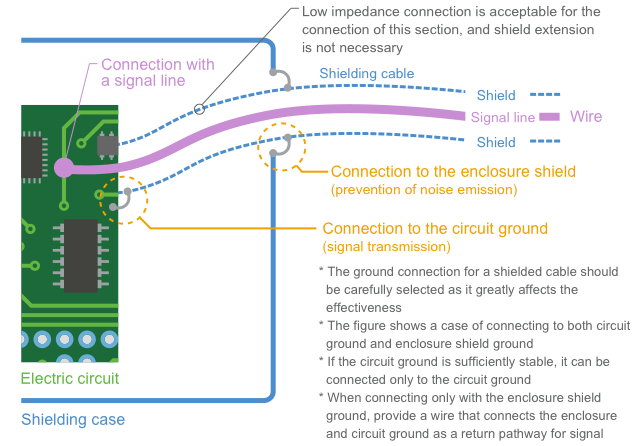 Low impedance connection is acceptable for the
connection of this section, and shield extension
is not necessary
Connection with
a signal line
Shielding cable
Shield
Signal line
Wire
Shield
Connection to the enclosure shield
(prevention of noise emission)
Connection to the circuit ground
(signal transmission)
* The ground connection for a shielded cable should
be carefully selected as it greatly affects the
effectiveness
* The figure shows a case of connecting to both circuit
ground and enclosure shield ground
* If the circuit ground is sufficiently stable, it can be
connected only to the circuit ground
* When connecting only with the enclosure shield
ground, provide a wire that connects the enclosure
and circuit ground as a return pathway for signal
Electric circuit
Shielding case